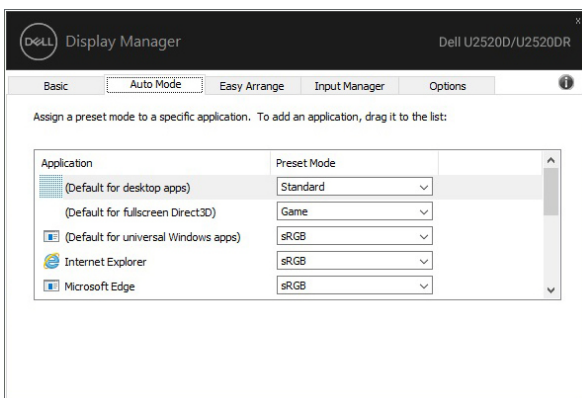 x
DELL Display Manager Dell U2520D/U2520DR
Basic Auto Mode Easy Arrange Input Manager Options i
Assign a preset mode to a specific application. To add an application, drag it to the list:
Application Preset Mode
(Default for desktop apps) Standard
(Default for fullscreen Direct3D) Game
(Default for universal Windows apps) sRGB
Internet Explorer sRGB
Microsoft Edge sRGB